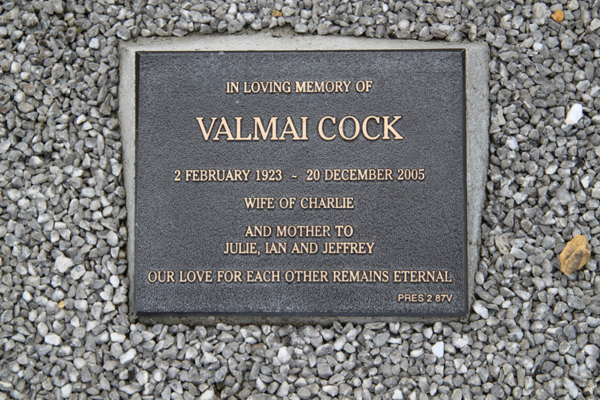 IN LOVING MEMORY OF
VALMAI COCK
2 FEBRUARY 1923 ~ 20 DECEMBER 2005
WIFE OF CHARLIE
AND MOTHER TO
JULIE, IAN AND JEFFREY
OUR LOVE FOR EACH OTHER REMAINS ETERNAL
PRES 2 87V